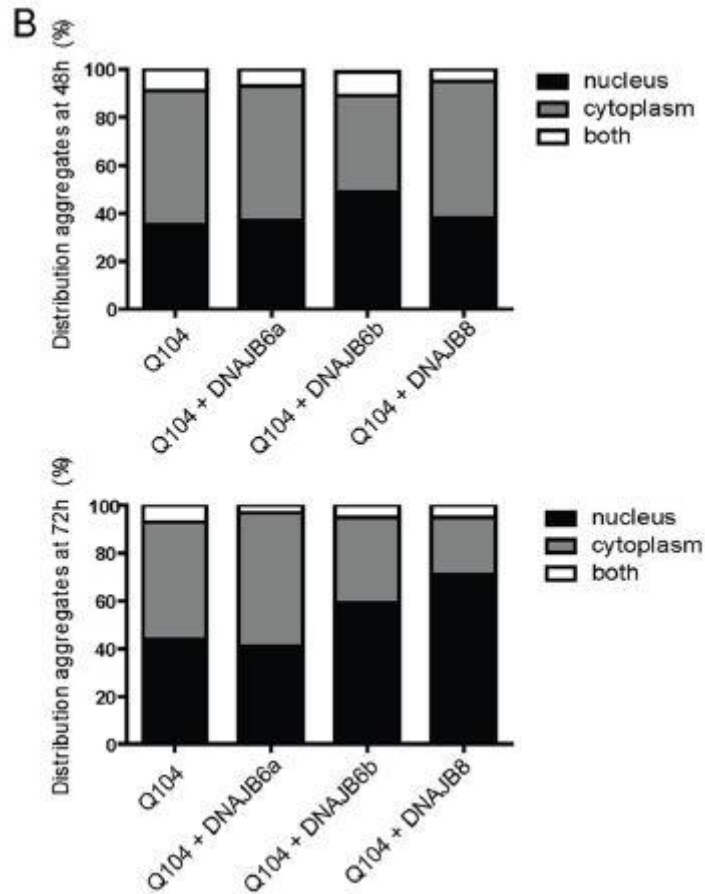 B
Distribution aggregates at 48h (%)
100
80
60
40
20
0
nucleus
cytoplasm
both
Q104
Q104 + DNAJB6a
Q104 + DNAJB6b
Q104 + DNAJB8
Distribution aggregates at 72h (%)
100
80
60
40
20
0
nucleus
cytoplasm
both
Q104
Q104 + DNAJB6a
Q104 + DNAJB6b
Q104 + DNAJB8